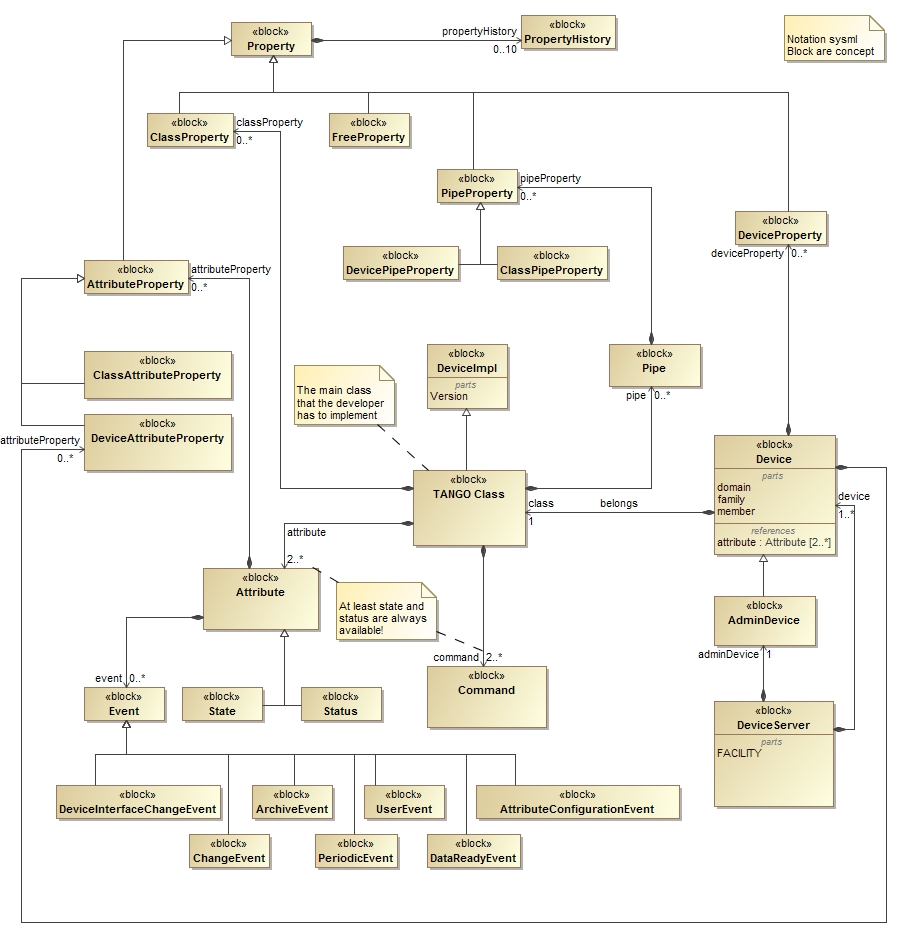 «block»
Property
propertyHistory
0..10
«block»
PropertyHistory
Notation sysml
Block are concept
«block»
ClassProperty
classProperty
0..*
«block»
FreeProperty
«block»
PipeProperty
pipeProperty
0..*
«block»
DeviceProperty
deviceProperty
0..*
«block»
DevicePipeProperty
«block»
ClassPipeProperty
«block»
AttributeProperty
attributeProperty
0..*
«block»
ClassAttributeProperty
«block»
DeviceAttributeProperty
attributeProperty
0..*
The main class
that the developer
has to implement
«block»
DeviceImpl
parts
Version
«block»
Pipe
pipe
0..*
«block»
TANGO Class
class
1
belongs
«block»
Device
parts
domain
family
member
references
attribute : Attribute [2..*]
device
1..*
attribute
2..*
«block»
Attribute
At least state and
status are always
available!
command
2..*
«block»
Command
«block»
AdminDevice
adminDevice
1
«block»
DeviceServer
parts
FACILITY
event
0..*
«block»
Event
«block»
State
«block»
Status
«block»
DeviceInterfaceChangeEvent
«block»
ArchiveEvent
«block»
UserEvent
«block»
AttributeConfigurationEvent
«block»
ChangeEvent
«block»
PeriodicEvent
«block»
DataReadyEvent